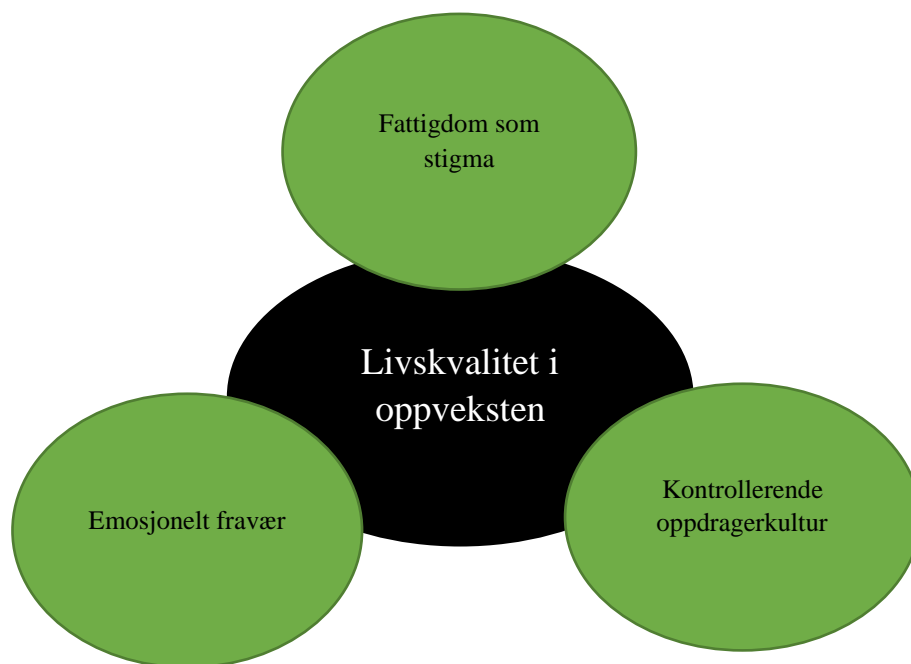 Fattigdom som
stigma
Livskvalitet i
oppveksten
Emosjonelt fravær
Kontrollerende
oppdragerkultur